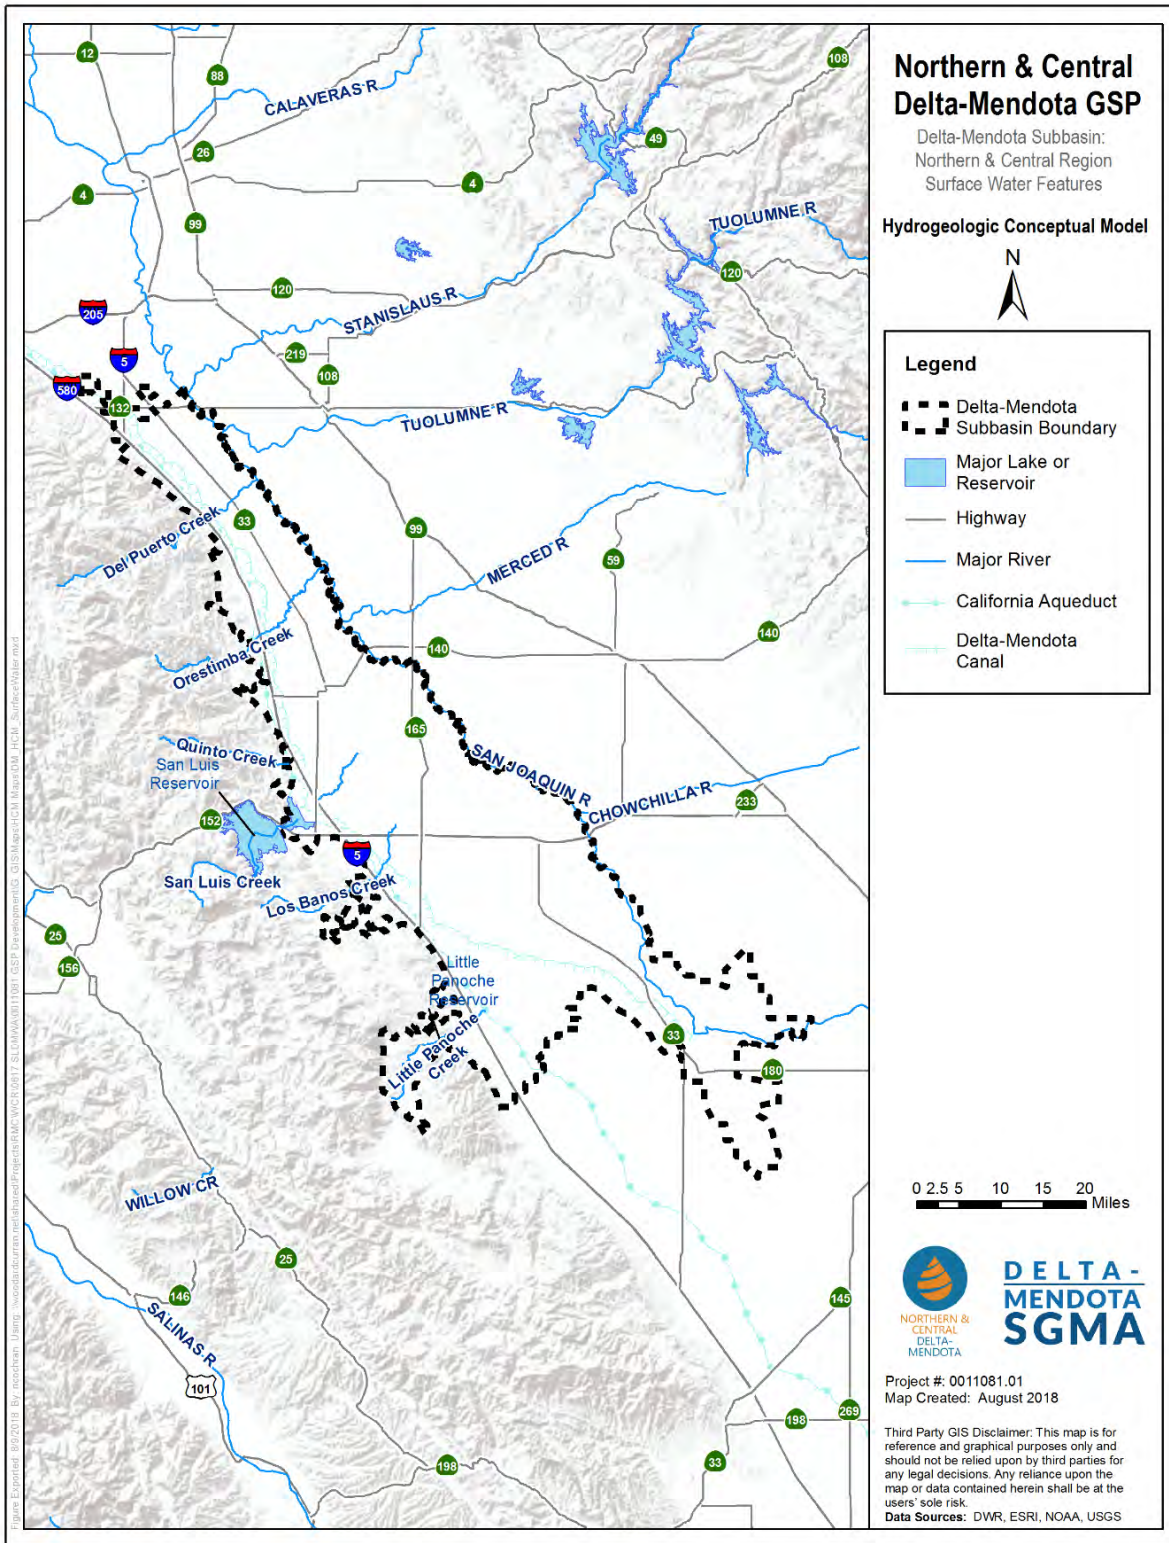 Northern & Central
Delta-Mendota GSP
Delta-Mendota Subbasin:
Northern & Central Region
Surface Water Features
Hydrogeologic Conceptual Model
N
Legend
Delta-Mendota
Subbasin Boundary
Major Lake or
Reservoir
Highway
Major River
California Aqueduct
Delta-Mendota
Canal
0 2.5 5 10 15 20
Miles
NORTHERN &
CENTRAL
DELTA-
MENDOTA
DELTA-
MENDOTA
SGMA
Project #: 0011081.01
Map Created: August 2018
Third Party GIS Disclaimer: This map is for
reference and graphical purposes only and
should not be relied upon by third parties for
any legal decisions. Any reliance upon the
map or data contained herein shall be at the
users' sole risk.
Data Sources: DWR, ESRI, NOAA, USGS
12
88
108
CALAVERAS R
26
49
4
4
99
TUOLUMNE R
120
120
205
STANISLAUS R
5
219
108
580
132
TUOLUMNE R
33
99
Del Puerto Creek
MERCED R
59
140
140
Orestimba Creek
165
Quinto Creek
San Luis
Reservoir
SAN JOAQUIN R
CHOWCHILLA R
233
152
5
San Luis Creek
Los Banos Creek
25
156
Little
Panoche
Reservoir
33
Little Panoche
Creek
180
WILLOW CR
25
146
145
SALINAS R
101
269
198
198
33
Figure Exported: 8/9/2018 By: ncochran Using: